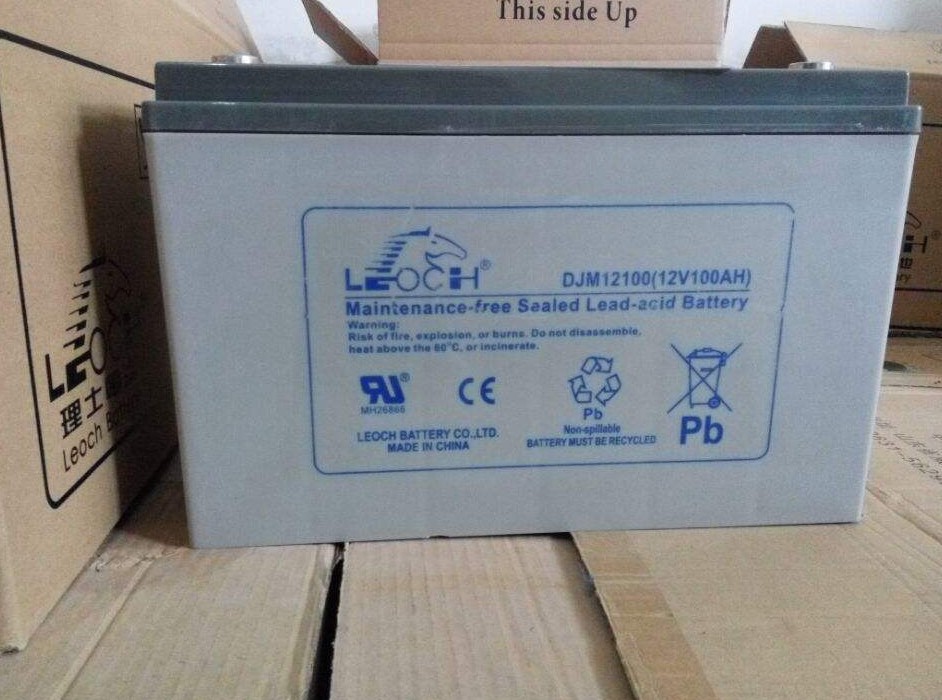 This side Up
LEOCH®
DJM12100(12V100AH)
Maintenance-free Sealed Lead-acid Battery
Warning:
Risk of fire, explosion, or burns. Do not disassemble,
heat above the 60°C, or incinerate.
MH26866
CE
Pb
Non-spillable
BATTERY MUST BE RECYCLED
Pb
LEOCH BATTERY CO.,LTD.
MADE IN CHINA
LEOCH
理士
Leoch